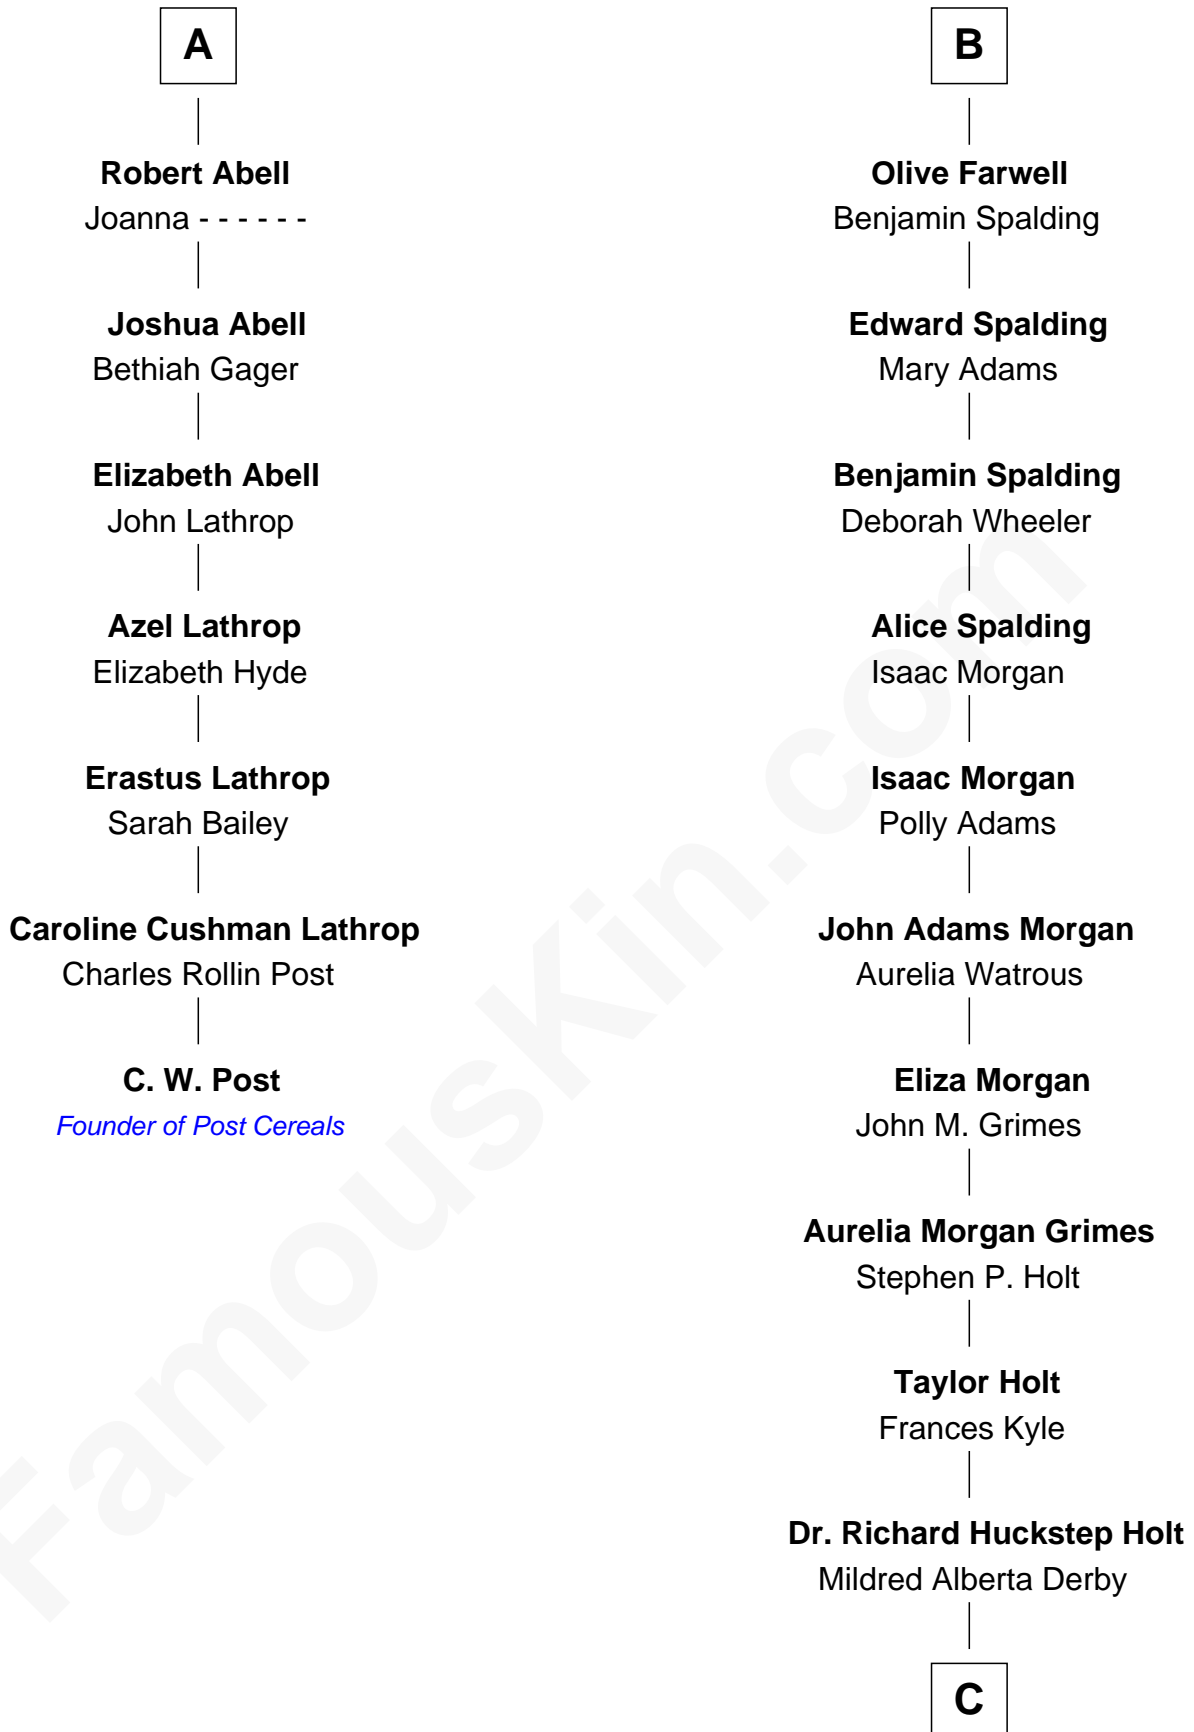 A
Robert Abell
Joanna - - - - - -
Joshua Abell
Bethiah Gager
Elizabeth Abell
John Lathrop
Azel Lathrop
Elizabeth Hyde
Erastus Lathrop
Sarah Bailey
Caroline Cushman Lathrop
Charles Rollin Post
C. W. Post
Founder of Post Cereals
B
Olive Farwell
Benjamin Spalding
Edward Spalding
Mary Adams
Benjamin Spalding
Deborah Wheeler
Alice Spalding
Isaac Morgan
Isaac Morgan
Polly Adams
John Adams Morgan
Aurelia Watrous
Eliza Morgan
John M. Grimes
Aurelia Morgan Grimes
Stephen P. Holt
Taylor Holt
Frances Kyle
Dr. Richard Huckstep Holt
Mildred Alberta Derby
C
FamousKin.com